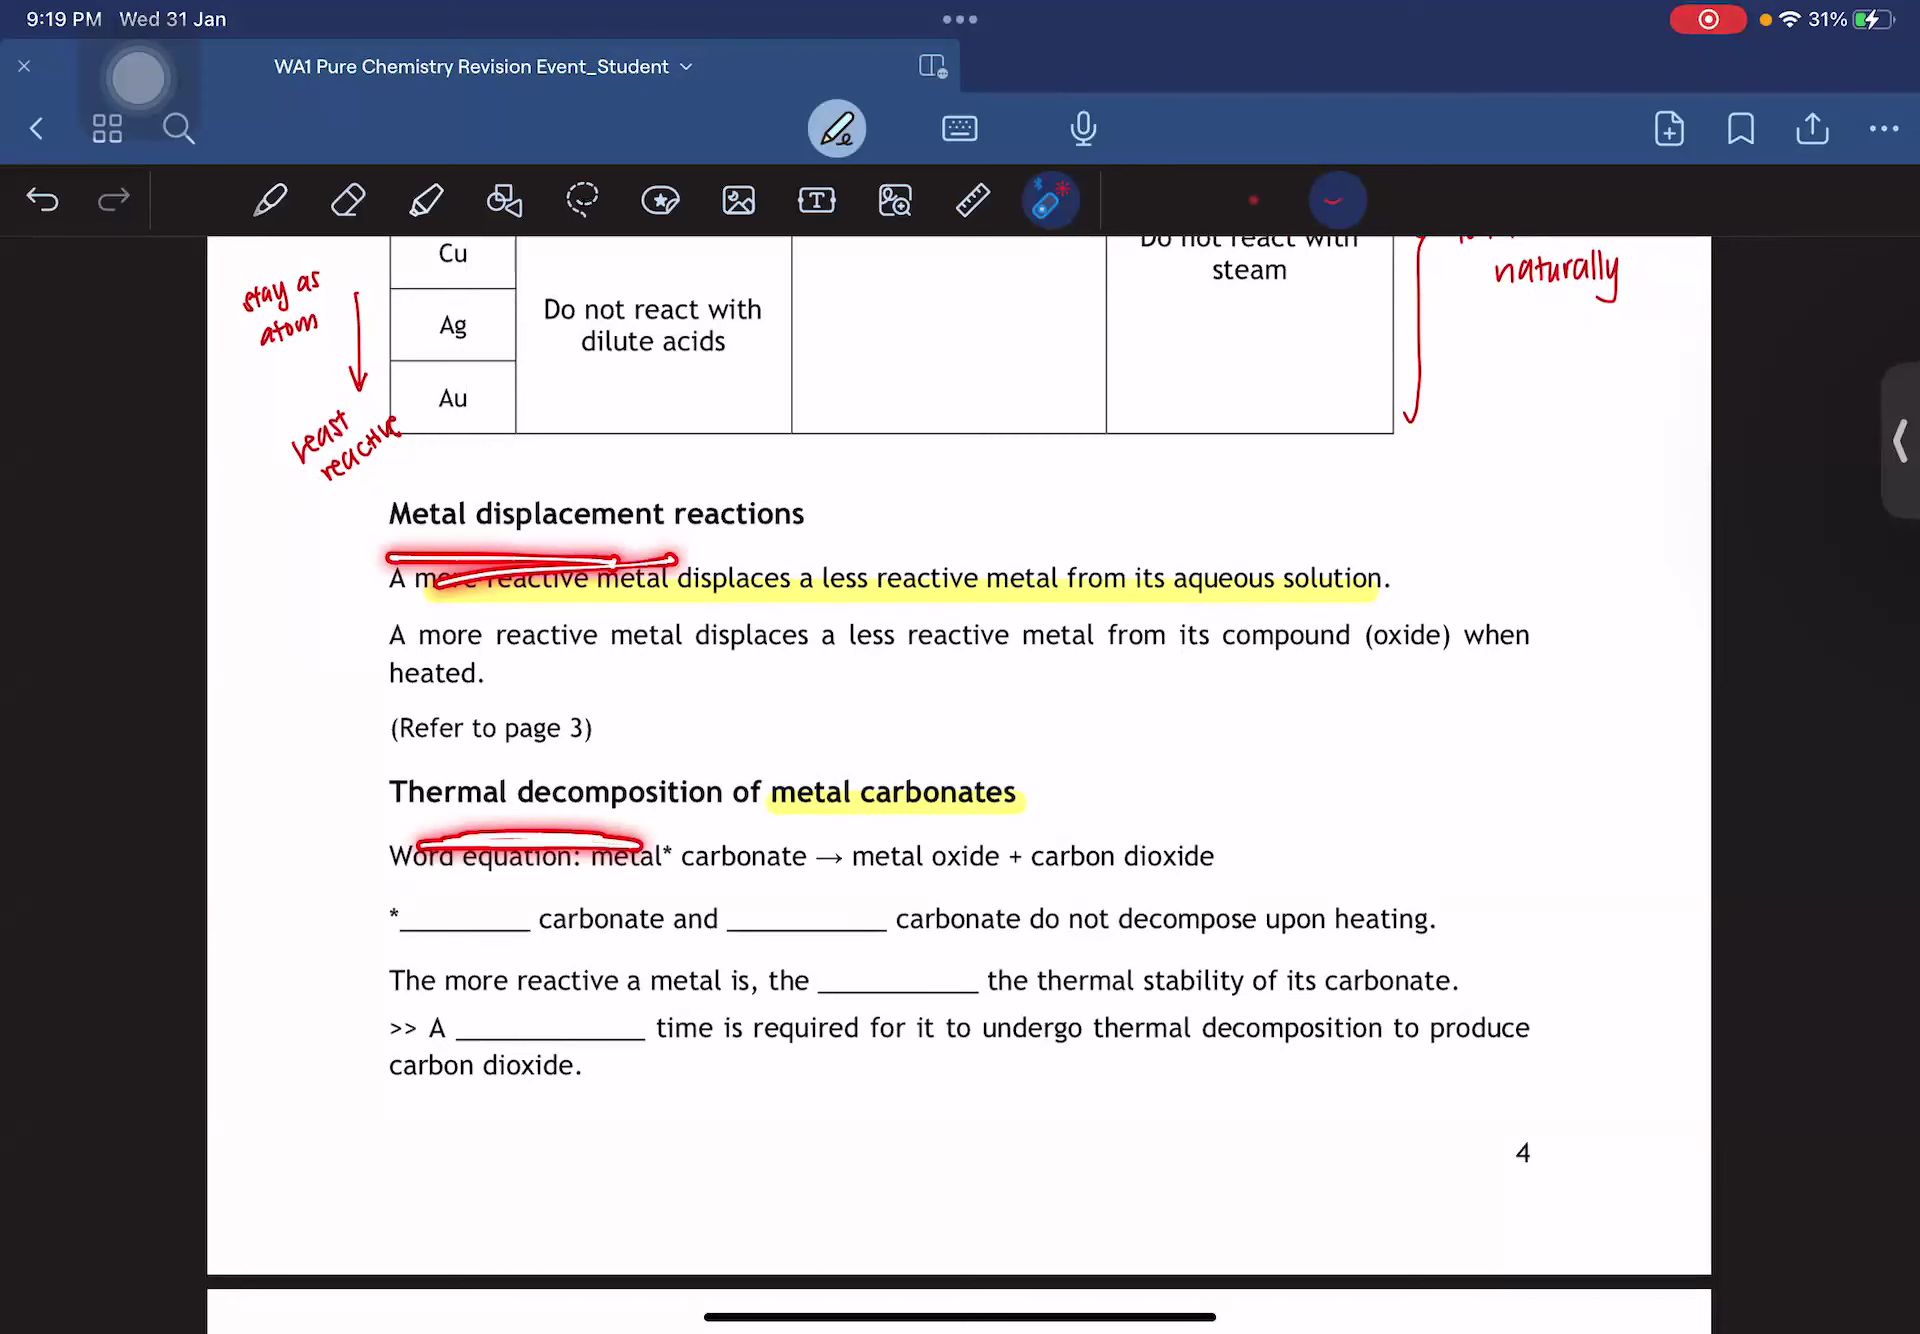 9:19 PM Wed 31 Jan
31%
WA1 Pure Chemistry Revision Event_Student
Cu
steam
naturally
stay as
atom
Ag
Do not react with
dilute acids
Au
least
reactive
Do not react with
Metal displacement reactions
A more reactive metal displaces a less reactive metal from its aqueous solution.
A more reactive metal displaces a less reactive metal from its compound (oxide) when
heated.
(Refer to page 3)
Thermal decomposition of metal carbonates
Word equation: metal* carbonate → metal oxide + carbon dioxide
*_________ carbonate and ___________ carbonate do not decompose upon heating.
The more reactive a metal is, the ___________ the thermal stability of its carbonate.
>> A _____________ time is required for it to undergo thermal decomposition to produce
carbon dioxide.
4